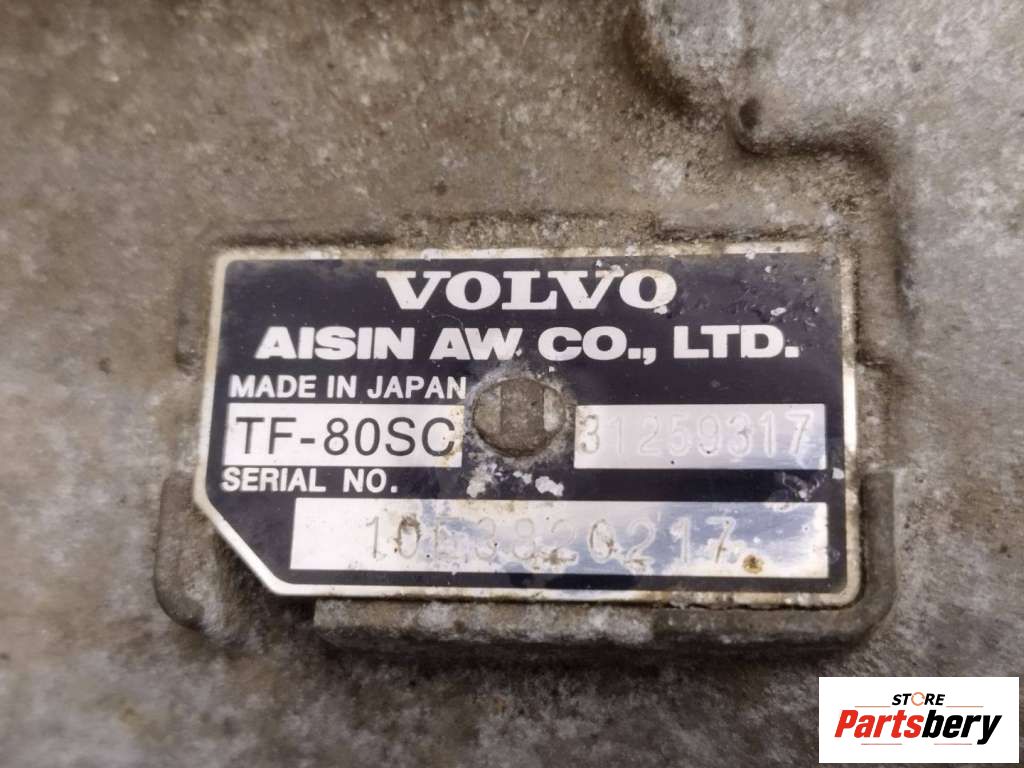 VOLVO
AISIN AW CO., LTD.
MADE IN JAPAN
TF-80SC 31259317
SERIAL NO.
STORE
Partsbery